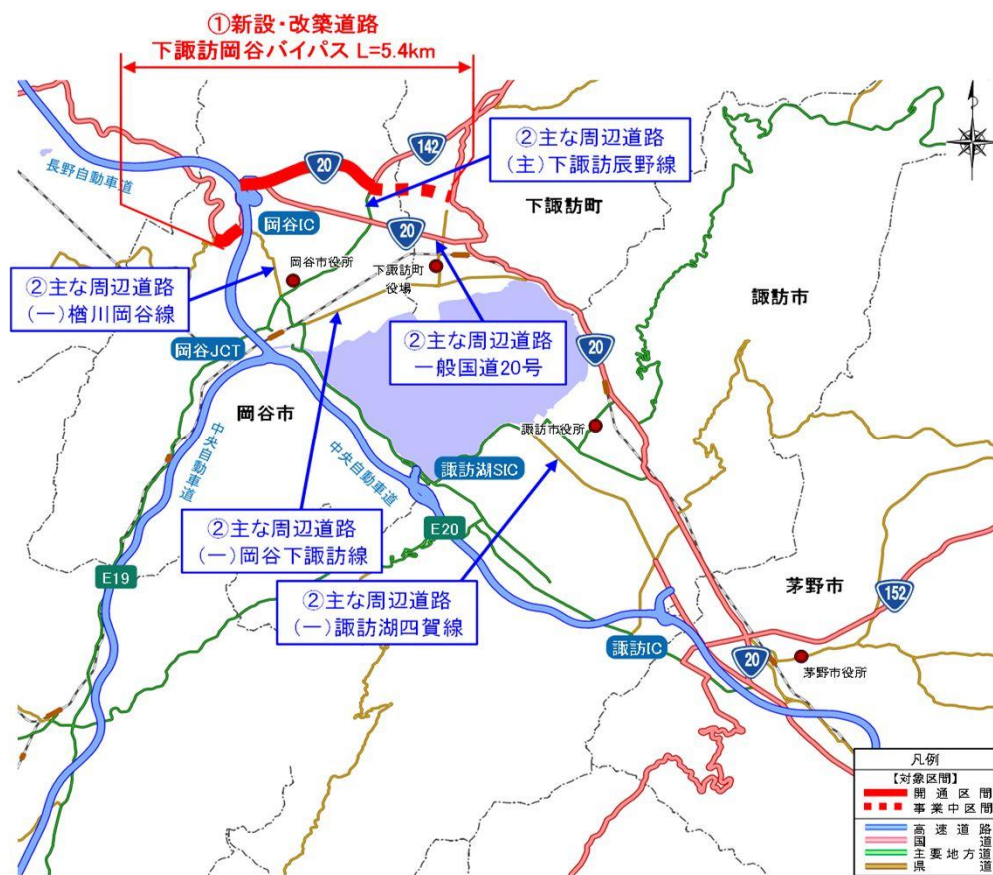 ①新設・改築道路
下諏訪岡谷バイパス L=5.4km
②主な周辺道路
(主)下諏訪辰野線
142
20
長野自動車道
岡谷IC
下諏訪町
20
岡谷市役所
下諏訪町
役場
②主な周辺道路
(一)楢川岡谷線
諏訪市
②主な周辺道路
一般国道20号
20
岡谷JCT
岡谷市
諏訪市役所
中央自動車道
中央自動車道
諏訪湖SIC
②主な周辺道路
(一)岡谷下諏訪線
E20
E19
②主な周辺道路
(一)諏訪湖四賀線
茅野市
152
諏訪IC
20
茅野市役所
凡例
【対象区間】
開通区間
事業中区間
高速道路
国道
主要地方道
県道